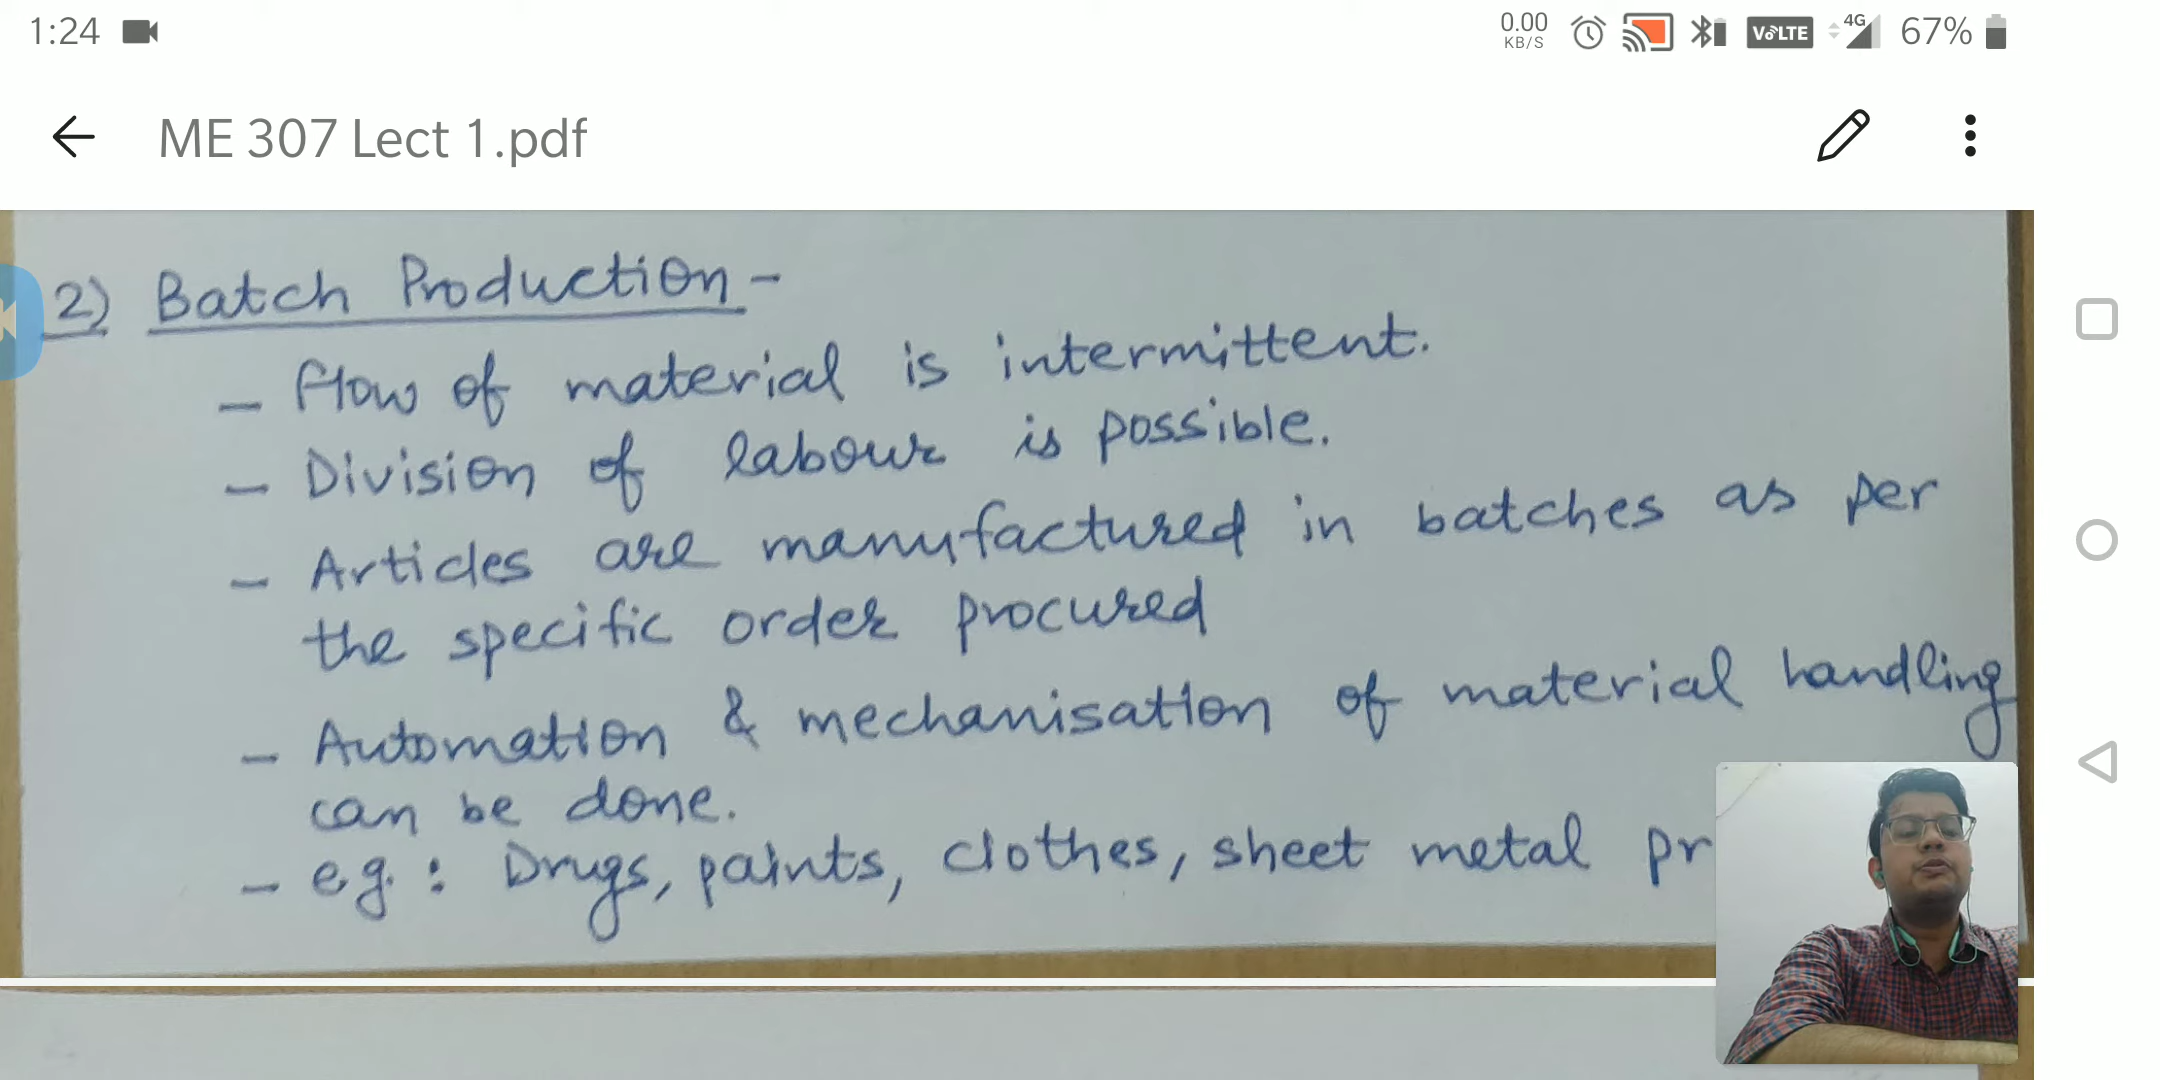 1:24
0.00
KB/S
VoLTE
4G
67%
ME 307 Lect 1.pdf
2) Batch Production -
- Flow of material is intermittent.
- Division of labour is possible.
- Articles are manufactured in batches as per
the specific order procured
- Automation & mechanisation of material handling
can be done.
- e.g. : Drugs, paints, clothes, sheet metal pr